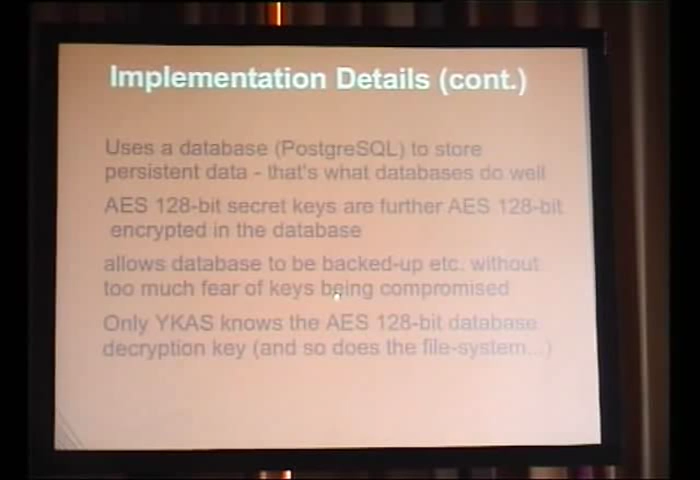 Implementation Details (cont.)
Uses a database (PostgreSQL) to store
persistent data - that's what databases do well
AES 128-bit secret keys are further AES 128-bit
encrypted in the database
allows database to be backed-up etc. without
too much fear of keys being compromised
Only YKAS knows the AES 128-bit database
decryption key (and so does the file-system...)